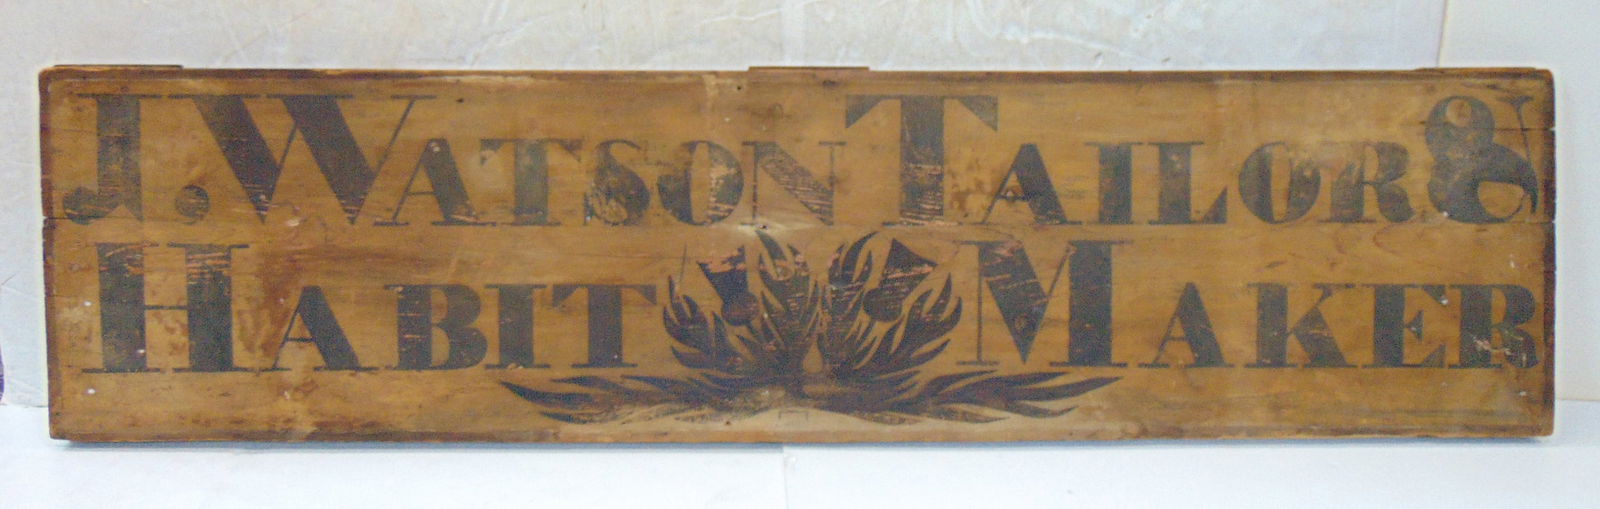 J. WATSON TAILOR &
HABIT MAKER